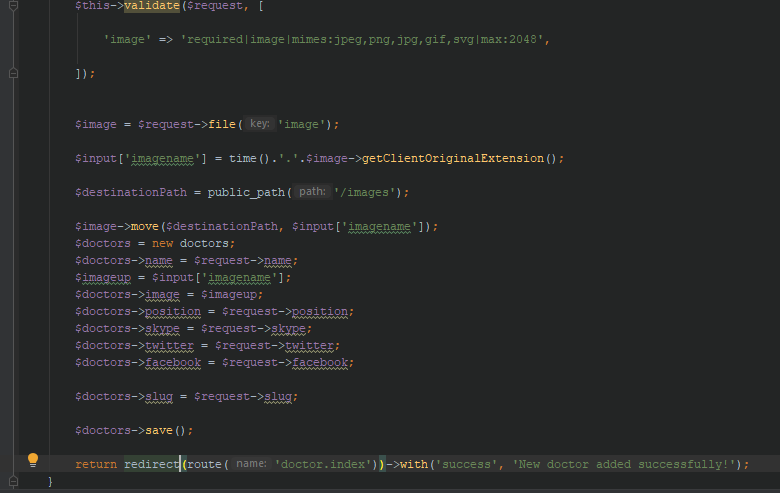 $this->validate($request, [
'image' => 'required|image|mimes:jpeg,png,jpg,gif,svg|max:2048',
]);
$image = $request->file( key: 'image');
$input['imagename'] = time().'.'.$image->getClientOriginalExtension();
$destinationPath = public_path( path: '/images');
$image->move($destinationPath, $input['imagename']);
$doctors = new doctors;
$doctors->name = $request->name;
$imageup = $input['imagename'];
$doctors->image = $imageup;
$doctors->position = $request->position;
$doctors->skype = $request->skype;
$doctors->twitter = $request->twitter;
$doctors->facebook = $request->facebook;
$doctors->slug = $request->slug;
$doctors->save();
return redirect(route( name: 'doctor.index'))->with('success', 'New doctor added successfully!');
}